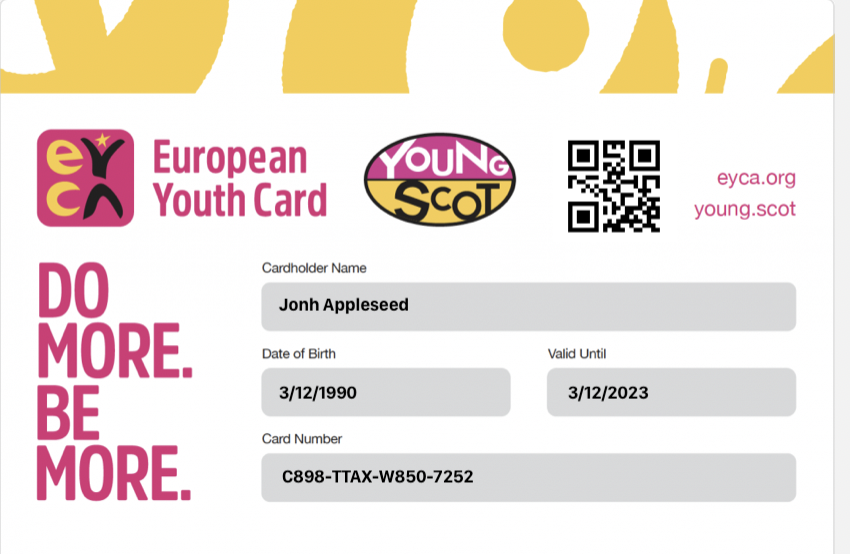 eyca
European
Youth Card
YOUNG
SCOT
eyca.org
young.scot
DO
MORE.
BE
MORE.
Cardholder Name
Jonh Appleseed
Date of Birth
Valid Until
3/12/1990
3/12/2023
Card Number
C898-TTAX-W850-7252